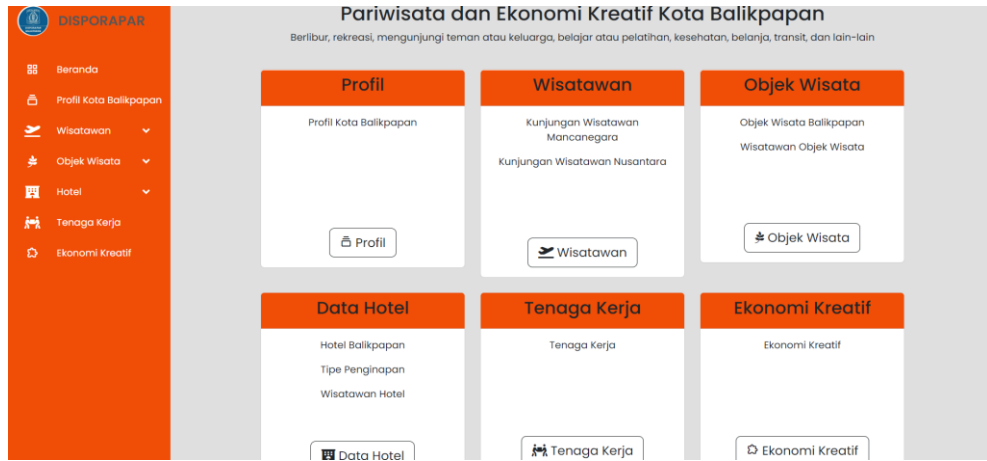 DISPORAPAR
Beranda
Profil Kota Balikpapan
Wisatawan
Objek Wisata
Hotel
Tenaga Kerja
Ekonomi Kreatif
Pariwisata dan Ekonomi Kreatif Kota Balikpapan
Berlibur, rekreasi, mengunjungi teman atau keluarga, belajar atau pelatihan, kesehatan, belanja, transit, dan lain-lain
Profil
Profil Kota Balikpapan
Profil
Wisatawan
Kunjungan Wisatawan
Mancanegara
Kunjungan Wisatawan Nusantara
Wisatawan
Objek Wisata
Objek Wisata Balikpapan
Wisatawan Objek Wisata
Objek Wisata
Data Hotel
Hotel Balikpapan
Tipe Penginapan
Wisatawan Hotel
Data Hotel
Tenaga Kerja
Tenaga Kerja
Tenaga Kerja
Ekonomi Kreatif
Ekonomi Kreatif
Ekonomi Kreatif